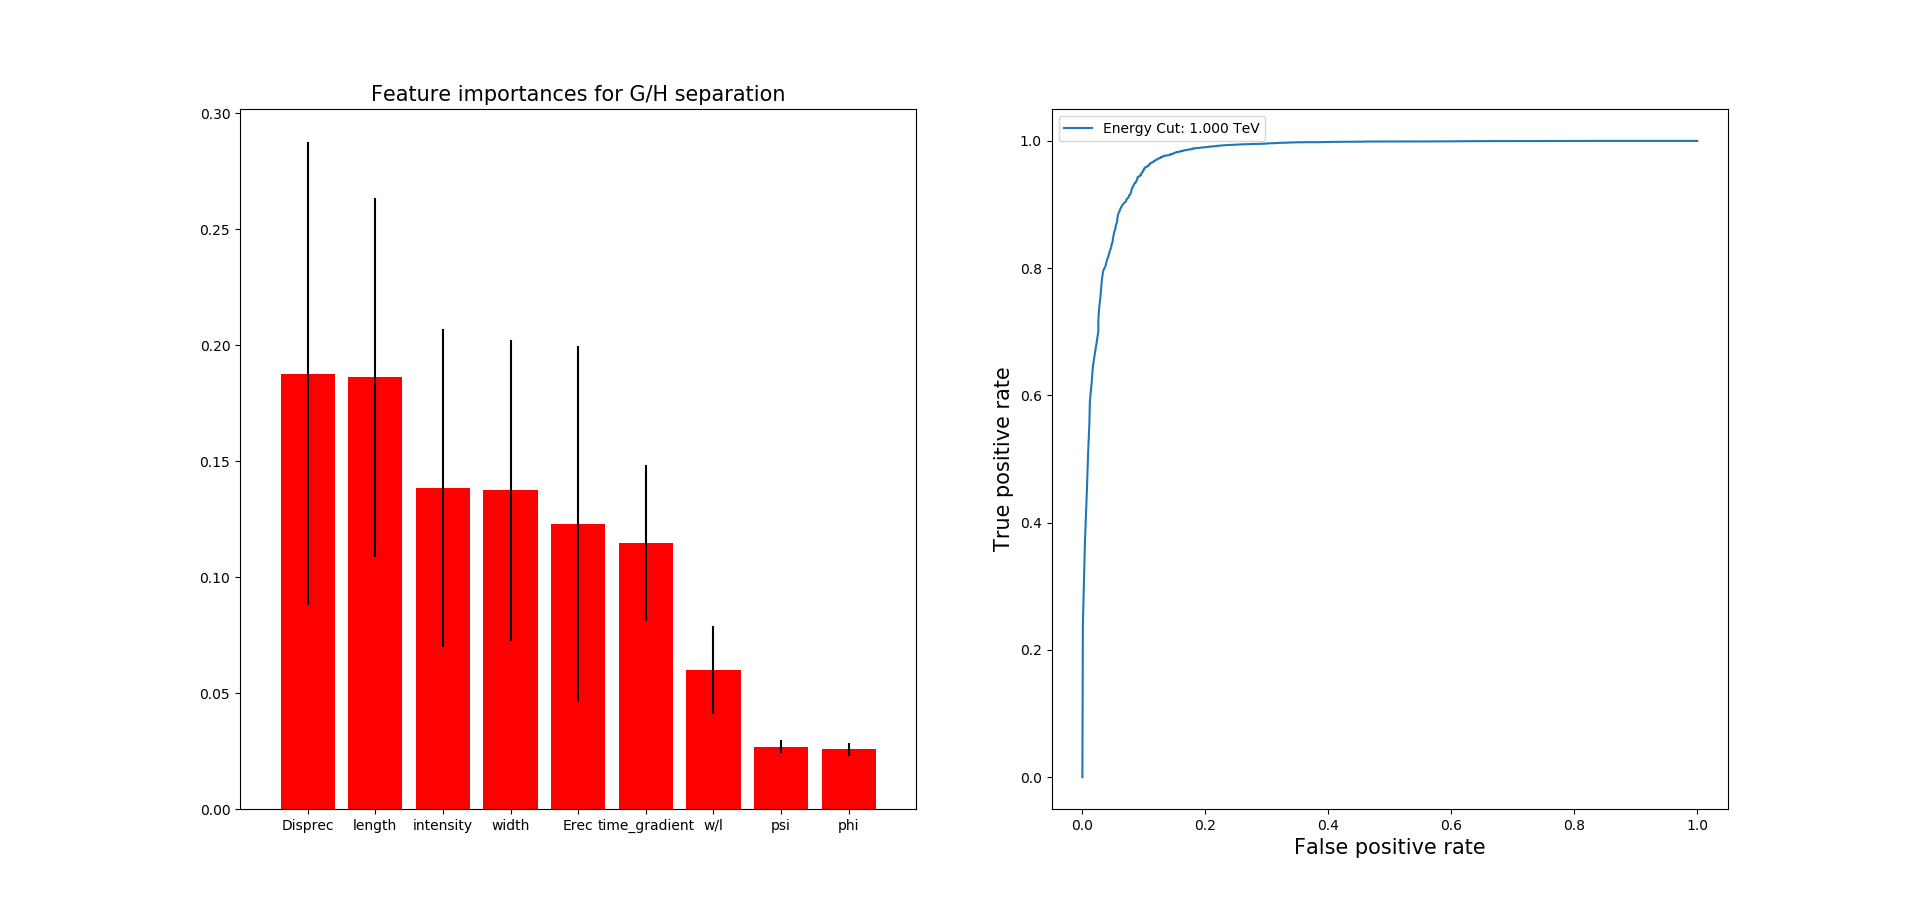 Feature importances for G/H separation
0.30
0.25
0.20
0.15
0.10
0.05
0.00
Disprec length intensity width Erec time_gradient w/l psi phi
Energy Cut: 1.000 TeV
True positive rate
1.0
0.8
0.6
0.4
0.2
0.0
0.0 0.2 0.4 0.6 0.8 1.0
False positive rate